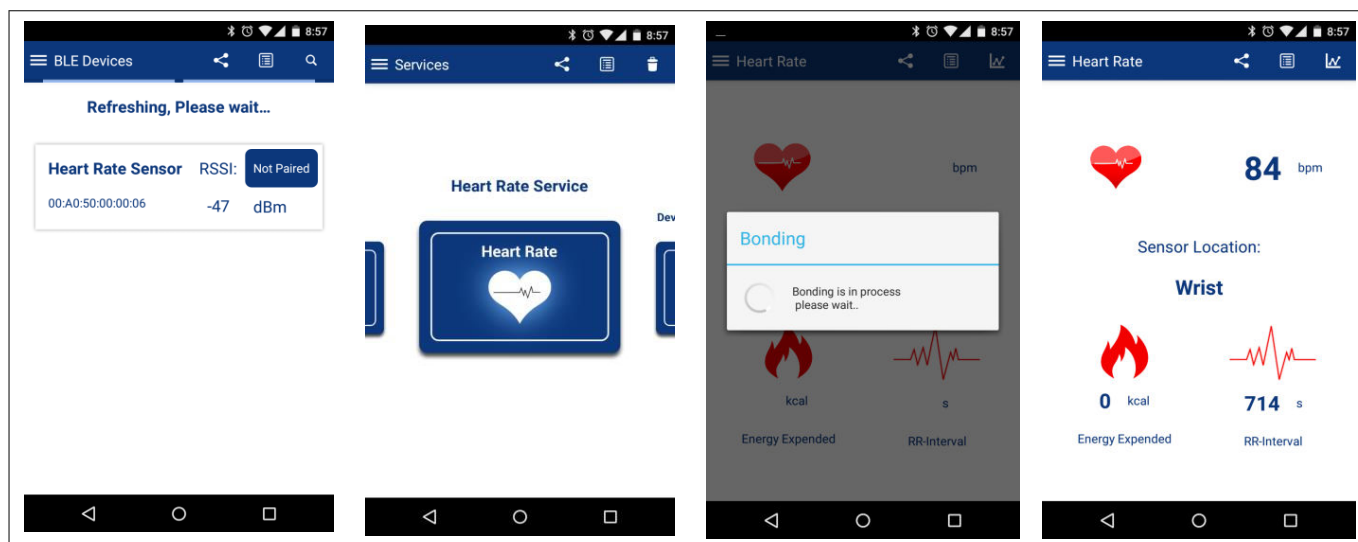 8:57
BLE Devices
Refreshing, Please wait...
Heart Rate Sensor RSSI: Not Paired
00:A0:50:00:00:06 -47 dBm
8:57
Services
Heart Rate Service
Dev
Heart Rate
8:57
Heart Rate
bpm
Bonding
Bonding is in process
please wait..
kcal s
Energy Expended RR-Interval
8:57
Heart Rate
84 bpm
Sensor Location:
Wrist
0 kcal 714 s
Energy Expended RR-Interval